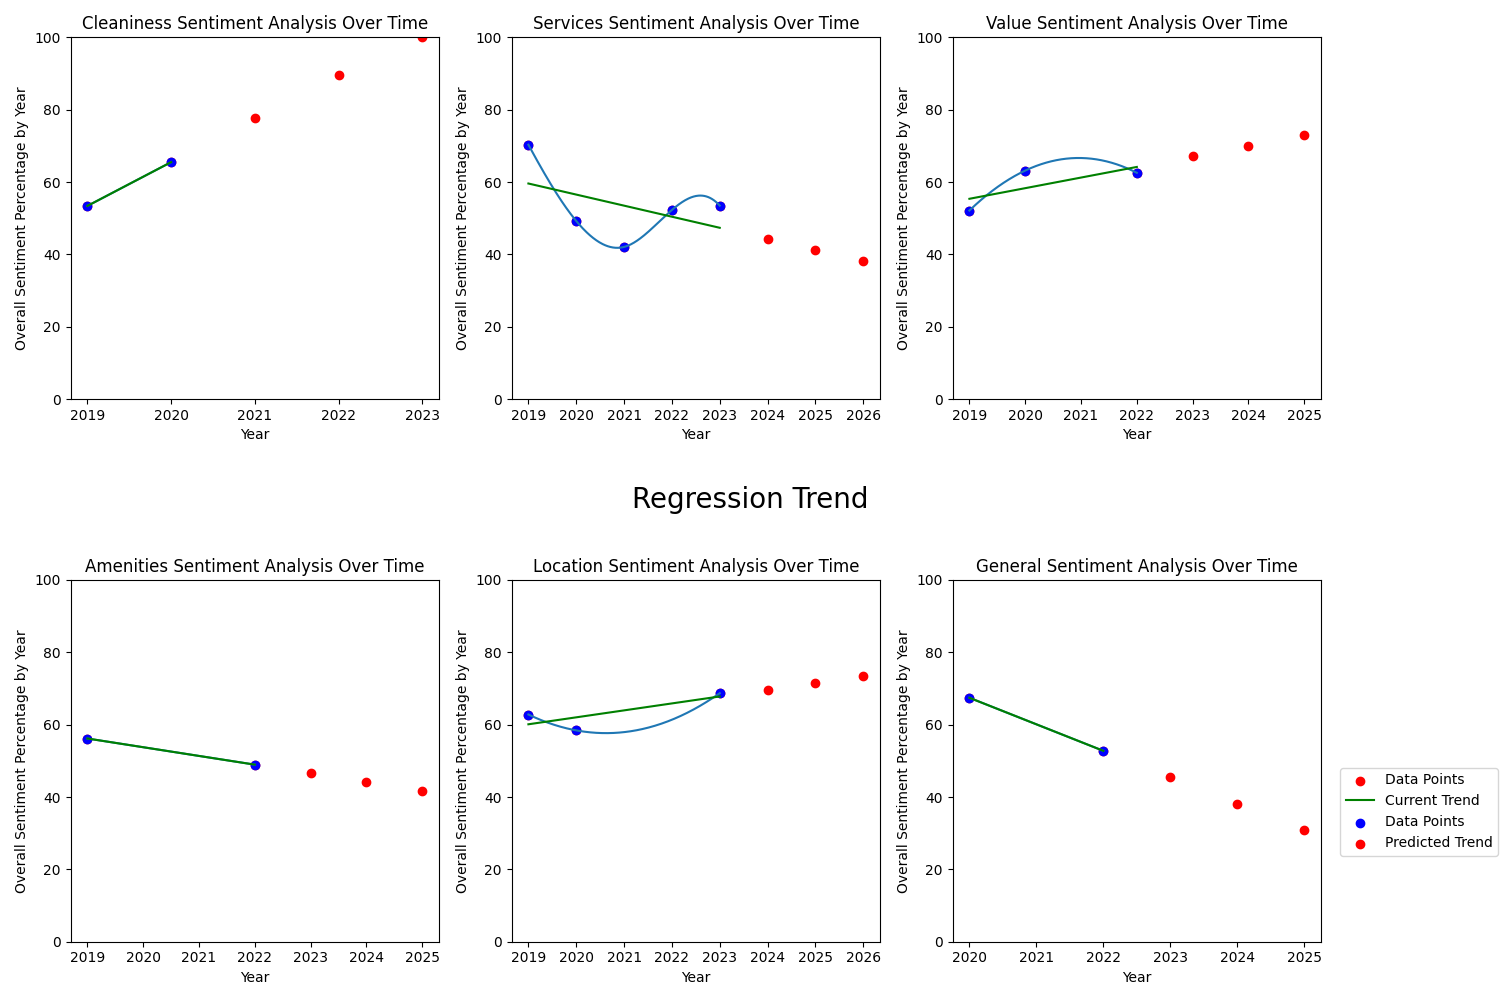 Cleaniness Sentiment Analysis Over Time
Overall Sentiment Percentage by Year
100
80
60
40
20
0
2019 2020 2021 2022 2023
Year
Services Sentiment Analysis Over Time
Overall Sentiment Percentage by Year
100
80
60
40
20
0
2019 2020 2021 2022 2023 2024 2025 2026
Year
Value Sentiment Analysis Over Time
Overall Sentiment Percentage by Year
100
80
60
40
20
0
2019 2020 2021 2022 2023 2024 2025
Year
Regression Trend
Amenities Sentiment Analysis Over Time
Overall Sentiment Percentage by Year
100
80
60
40
20
0
2019 2020 2021 2022 2023 2024 2025
Year
Location Sentiment Analysis Over Time
Overall Sentiment Percentage by Year
100
80
60
40
20
0
2019 2020 2021 2022 2023 2024 2025 2026
Year
General Sentiment Analysis Over Time
Overall Sentiment Percentage by Year
100
80
60
40
20
0
2020 2021 2022 2023 2024 2025
Year
Data Points
Current Trend
Data Points
Predicted Trend